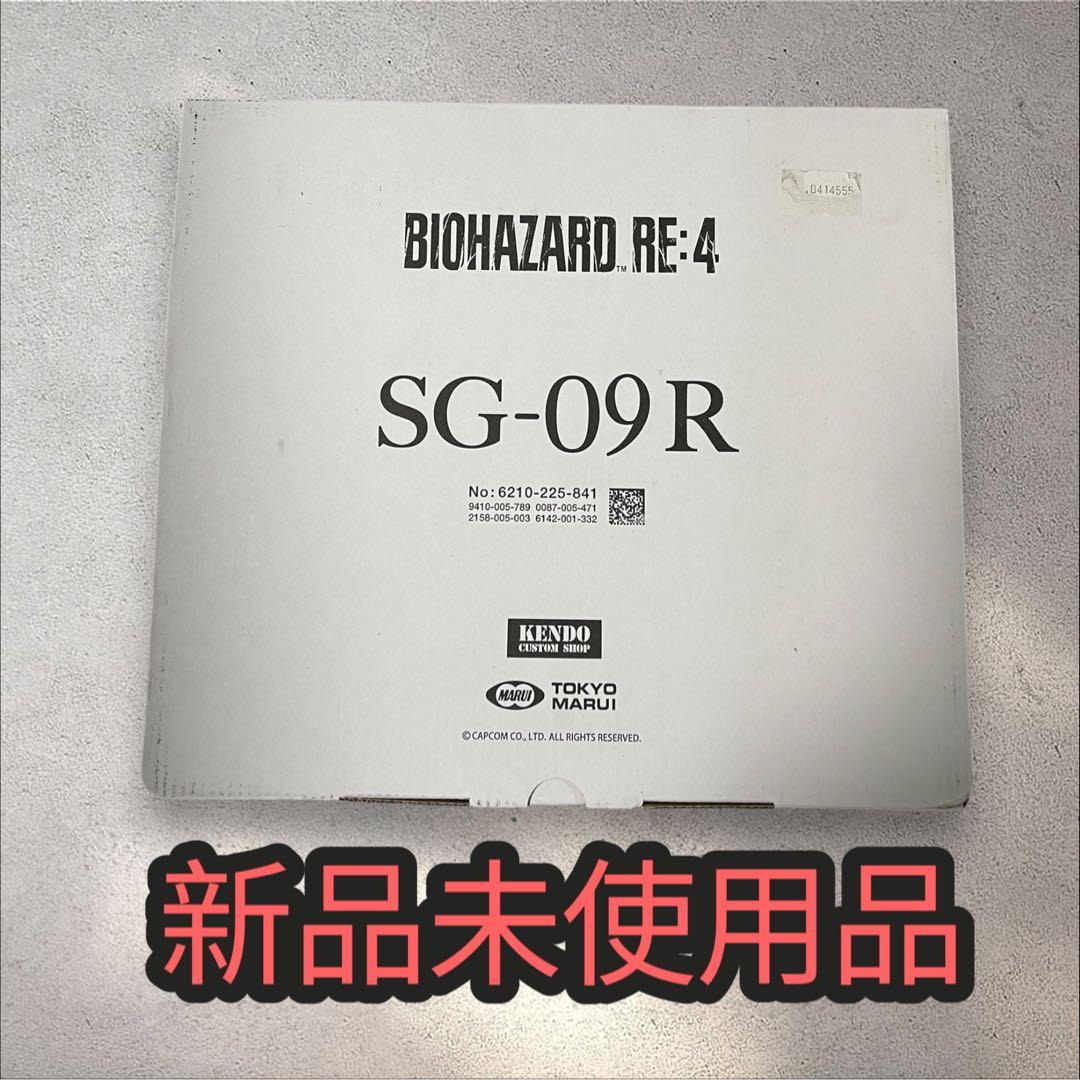 .0414555
BIOHAZARD™ RE:4
SG-09 R
No: 6210-225-841
9410-005-789 0087-005-471
2158-005-003 6142-001-332
KENDO
CUSTOM SHOP
MARUI
TOKYO
MARUI
©CAPCOM CO., LTD. ALL RIGHTS RESERVED.
新品未使用品